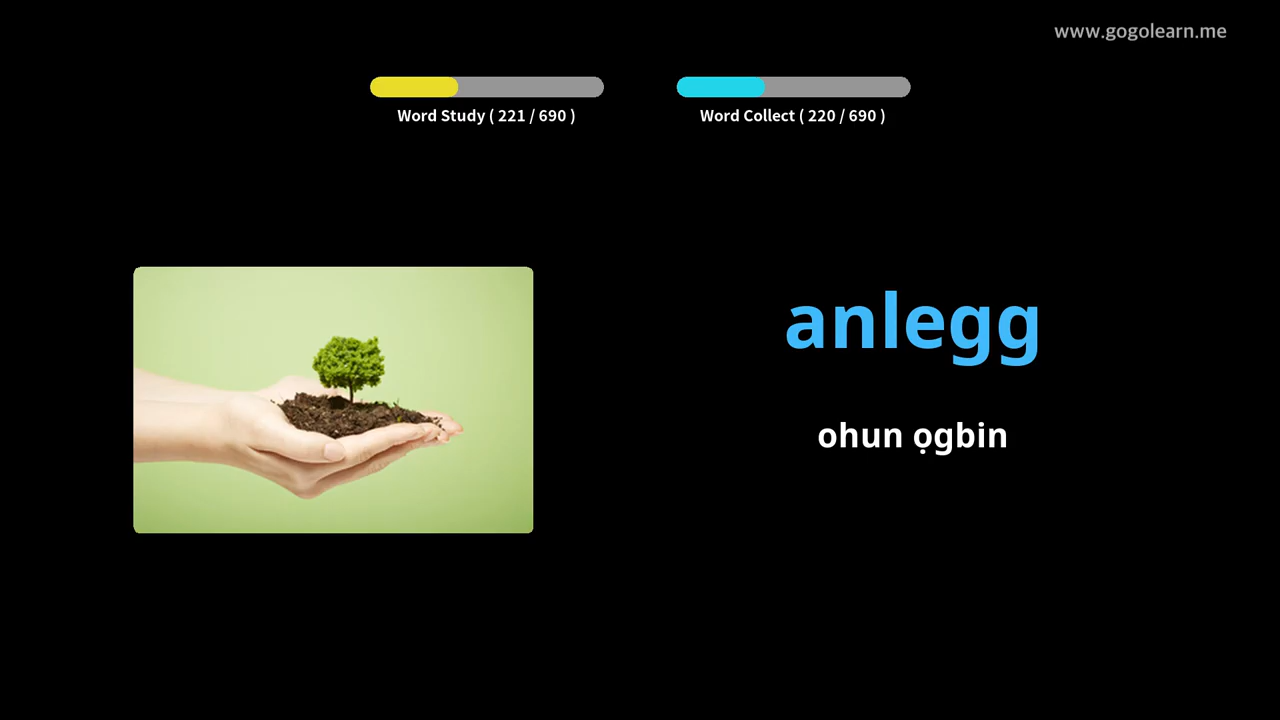 www.gogolearn.me
Word Study ( 221 / 690 )
Word Collect ( 220 / 690 )
anlegg
ohun ọgbin